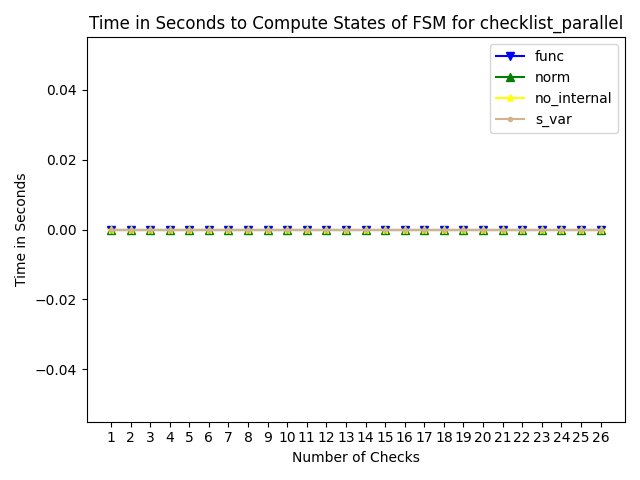 Time in Seconds to Compute States of FSM for checklist_parallel
func
norm
no_internal
s_var
0.04
0.02
0.00
−0.02
−0.04
Time in Seconds
1 2 3 4 5 6 7 8 9 10 11 12 13 14 15 16 17 18 19 20 21 22 23 24 25 26
Number of Checks